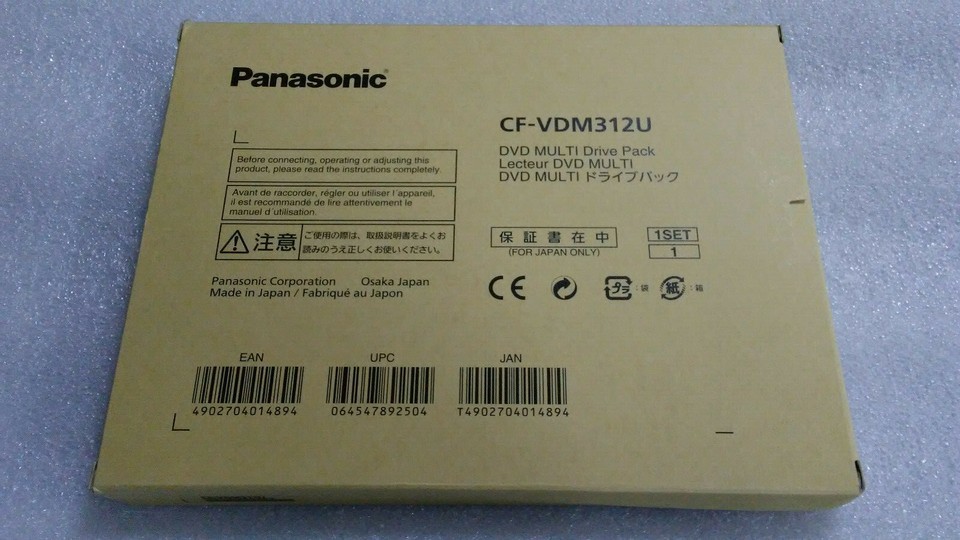 Panasonic
CF-VDM312U
DVD MULTI Drive Pack
Lecteur DVD MULTI
DVD MULTI ドライブパック
Before connecting, operating or adjusting this
product, please read the instructions completely.
Avant de raccorder, régler ou utiliser l'appareil,
il est recommandé de lire attentivement le
manuel d'utilisation.
注意
ご使用の際は、取扱説明書をよくお
読みのうえ正しくお使いください。
保証書在中
(FOR JAPAN ONLY)
1SET
1
Panasonic Corporation Osaka Japan
Made in Japan / Fabriqué au Japon
CE
プラ:袋
紙:箱
EAN
4902704014894
UPC
064547892504
JAN
T4902704014894